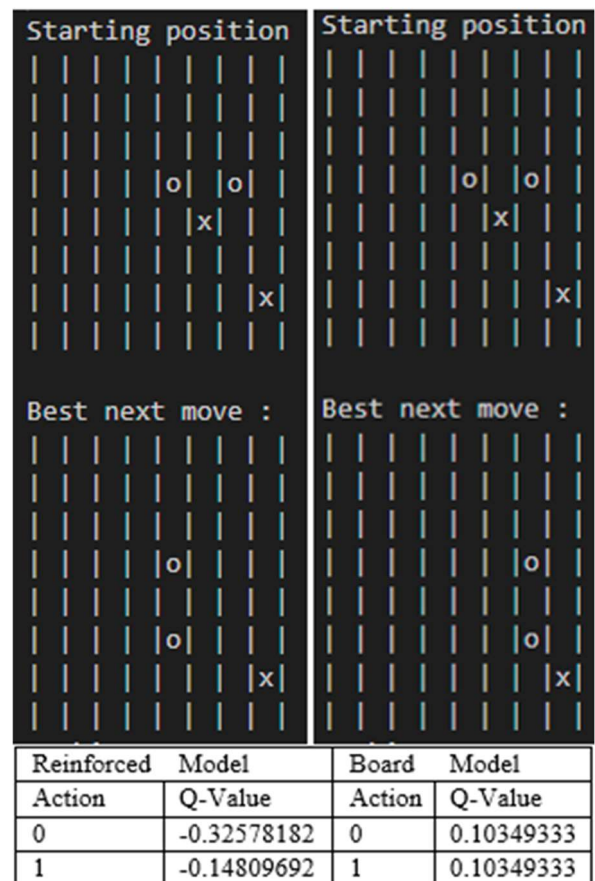 Starting position
| | | | | | | | |
| | | | | | | | |
| | | | | | | | |
| | | | |o| |o| |
| | | | | |x| | |
| | | | | | | | |
| | | | | | | |x|
| | | | | | | | |
Best next move :
| | | | | | | | |
| | | | | | | | |
| | | | | | | | |
| | | | |o| | | |
| | | | | | | | |
| | | | |o| | | |
| | | | | | | |x|
| | | | | | | | |
Starting position
| | | | | | | | |
| | | | | | | | |
| | | | | | | | |
| | | | |o| |o| |
| | | | | |x| | |
| | | | | | | | |
| | | | | | | |x|
| | | | | | | | |
Best next move :
| | | | | | | | |
| | | | | | | | |
| | | | | | | | |
| | | | | | |o| |
| | | | | | | | |
| | | | | | |o| |
| | | | | | | |x|
| | | | | | | | |
Reinforced Model Board Model
Action Q-Value Action Q-Value
0 -0.32578182 0 0.10349333
1 -0.14809692 1 0.10349333